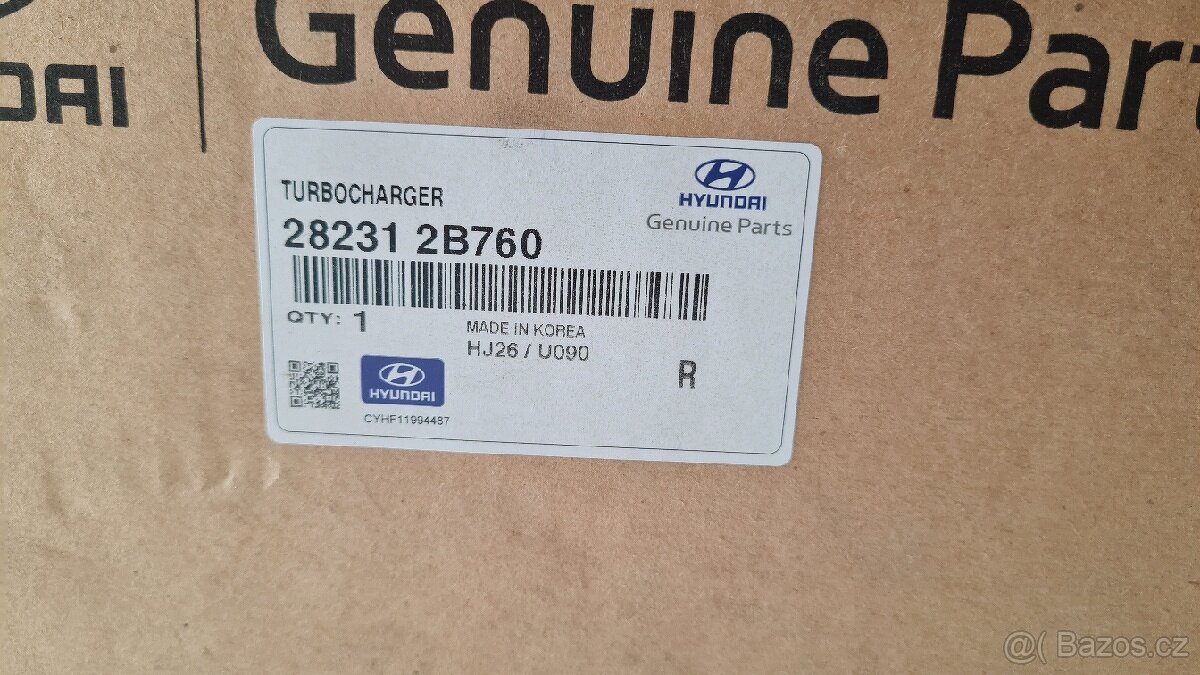 Genuine Part
DAI
TURBOCHARGER
HYUNDAI
Genuine Parts
28231 2B760
QTY: 1
MADE IN KOREA
HJ26 / U090
R
HYUNDAI
CYHF11994487
@( Bazos.cz